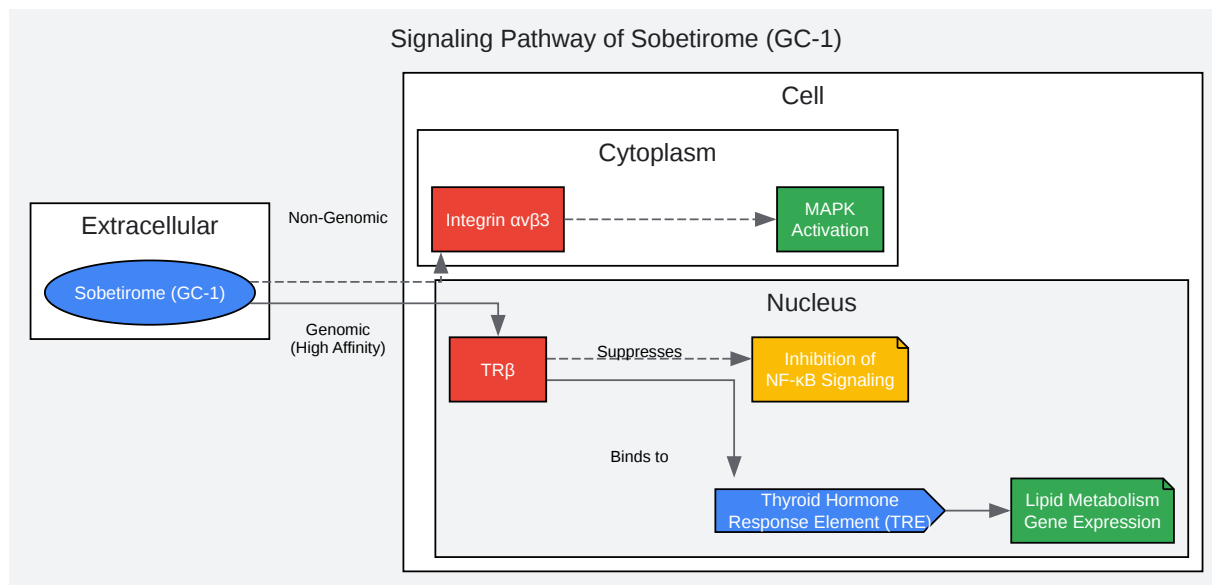 Signaling Pathway of Sobetirome (GC-1)
Cell
Cytoplasm
Integrin αvβ3
MAPK
Activation
Extracellular
Non-Genomic
Sobetirome (GC-1)
Genomic
(High Affinity)
Nucleus
TRβ
Suppresses
Inhibition of
NF-κB Signaling
Binds to
Thyroid Hormone
Response Element (TRE)
Lipid Metabolism
Gene Expression